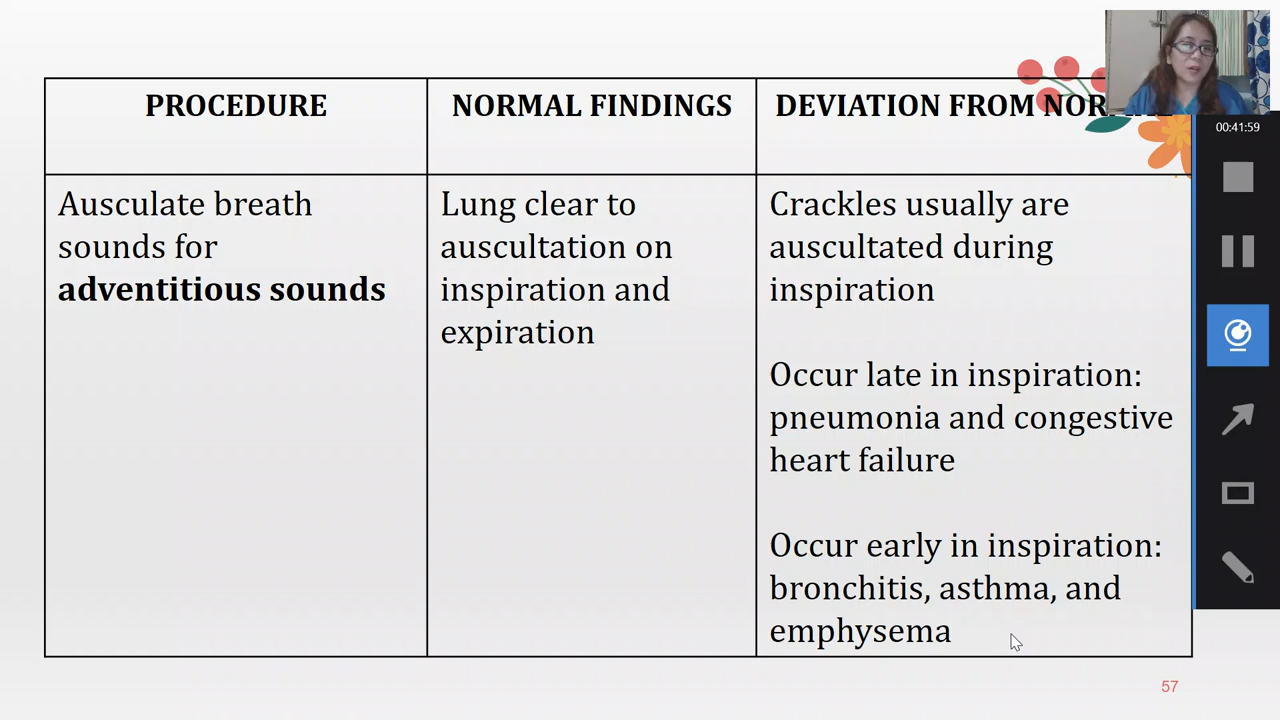 PROCEDURE
NORMAL FINDINGS
DEVIATION FROM
00:41:59
Ausculate breath
sounds for
adventitious sounds
Lung clear to
auscultation on
inspiration and
expiration
Crackles usually are
auscultated during
inspiration
Occur late in inspiration:
pneumonia and congestive
heart failure
Occur early in inspiration:
bronchitis, asthma, and
emphysema
57